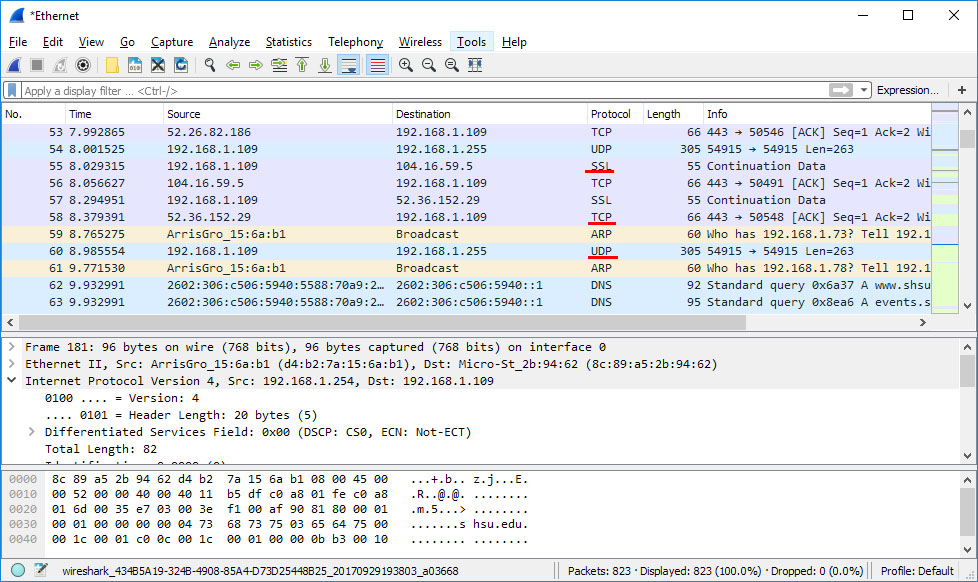 *Ethernet
File Edit View Go Capture Analyze Statistics Telephony Wireless Tools Help
Apply a display filter ... <Ctrl-/> Expression... +
No. Time Source Destination Protocol Length Info
53 7.992865 52.26.82.186 192.168.1.109 TCP 66 443 → 50546 [ACK] Seq=1 Ack=2 Wi
54 8.001525 192.168.1.109 192.168.1.255 UDP 305 54915 → 54915 Len=263
55 8.029315 192.168.1.109 104.16.59.5 SSL 55 Continuation Data
56 8.056627 104.16.59.5 192.168.1.109 TCP 66 443 → 50491 [ACK] Seq=1 Ack=2 Wi
57 8.294951 192.168.1.109 52.36.152.29 SSL 55 Continuation Data
58 8.379391 52.36.152.29 192.168.1.109 TCP 66 443 → 50548 [ACK] Seq=1 Ack=2 Wi
59 8.765275 ArrisGro_15:6a:b1 Broadcast ARP 60 Who has 192.168.1.73? Tell 192.1
60 8.985554 192.168.1.109 192.168.1.255 UDP 305 54915 → 54915 Len=263
61 9.771530 ArrisGro_15:6a:b1 Broadcast ARP 60 Who has 192.168.1.78? Tell 192.1
62 9.932991 2602:306:c506:5940:5588:70a9:2… 2602:306:c506:5940::1 DNS 92 Standard query 0x6a37 A www.shsu
63 9.932991 2602:306:c506:5940:5588:70a9:2… 2602:306:c506:5940::1 DNS 95 Standard query 0x8ea6 A events.s
Frame 181: 96 bytes on wire (768 bits), 96 bytes captured (768 bits) on interface 0
Ethernet II, Src: ArrisGro_15:6a:b1 (d4:b2:7a:15:6a:b1), Dst: Micro-St_2b:94:62 (8c:89:a5:2b:94:62)
Internet Protocol Version 4, Src: 192.168.1.254, Dst: 192.168.1.109
0100 .... = Version: 4
.... 0101 = Header Length: 20 bytes (5)
Differentiated Services Field: 0x00 (DSCP: CS0, ECN: Not-ECT)
Total Length: 82
0000 8c 89 a5 2b 94 62 d4 b2 7a 15 6a b1 08 00 45 00 ...+.b.. z.j...E.
0010 00 52 00 00 40 00 40 11 b5 df c0 a8 01 fe c0 a8 .R..@.@. ........
0020 01 6d 00 35 e7 03 00 3e f1 00 af 90 81 80 00 01 .m.5...> ........
0030 00 01 00 00 00 00 04 73 68 73 75 03 65 64 75 00 .......s hsu.edu.
0040 00 1c 00 01 c0 0c 00 1c 00 01 00 00 0b b3 00 10 ........ ........
wireshark_434B5A19-324B-4908-85A4-D73D25448B25_20170929193803_a03668 Packets: 823 · Displayed: 823 (100.0%) · Dropped: 0 (0.0%) Profile: Default